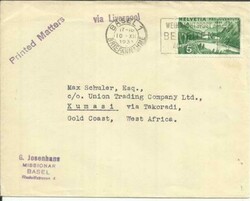 via Liverpool
Printed Matters
BASEL
HELVETIA
5
Max Schuler, Esq.,
c/o. Union Trading Company Ltd.,
Kumasi via Takoradi,
Gold Coast, West Africa.
G. Josenhans
MISSIONAR
BASEL